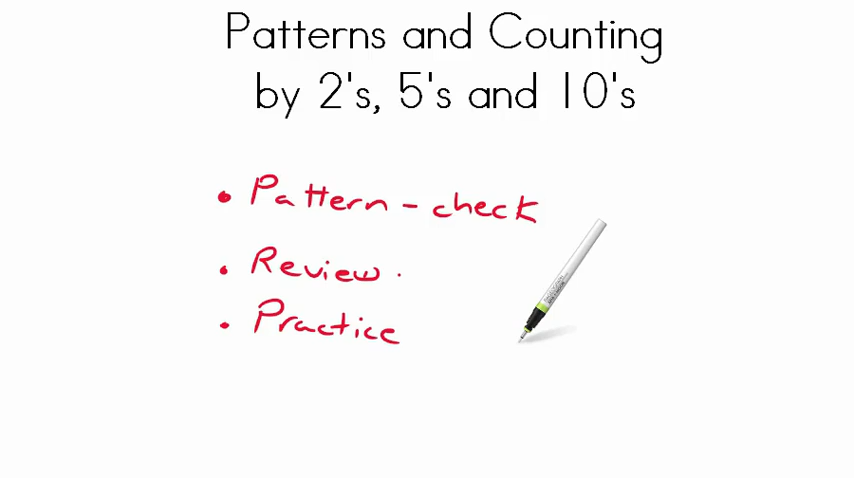 Patterns and Counting
by 2's, 5's and 10's
• Pattern - check
• Review .
• Practice